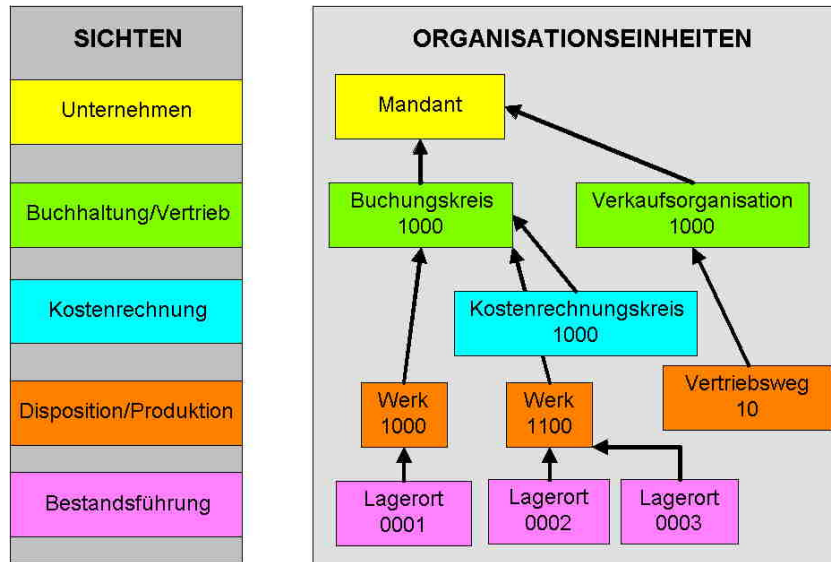 SICHTEN
Unternehmen
Buchhaltung/Vertrieb
Kostenrechnung
Disposition/Produktion
Bestandsführung
ORGANISATIONSEINHEITEN
Mandant
Buchungskreis
1000
Verkaufsorganisation
1000
Kostenrechnungskreis
1000
Werk
1000
Werk
1100
Vertriebsweg
10
Lagerort
0001
Lagerort
0002
Lagerort
0003